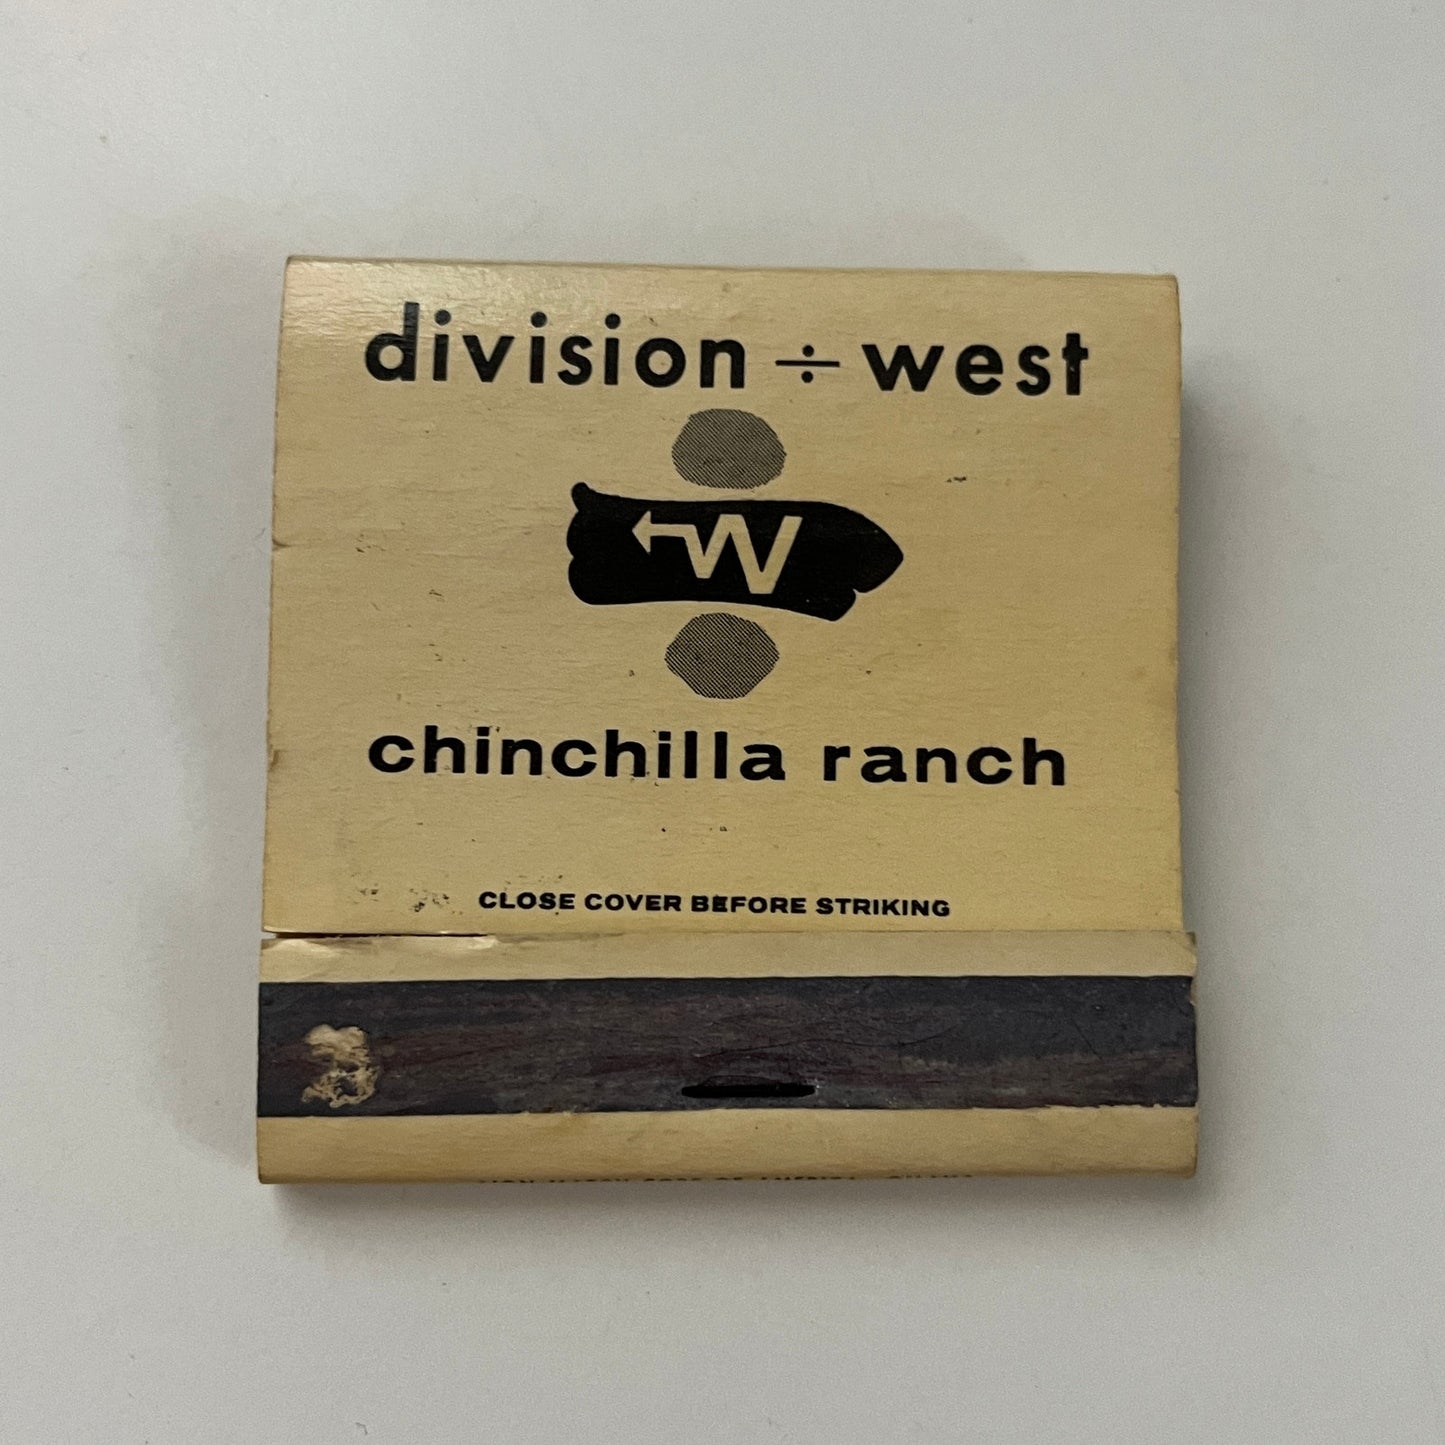 division ÷ west
W
chinchilla ranch
CLOSE COVER BEFORE STRIKING